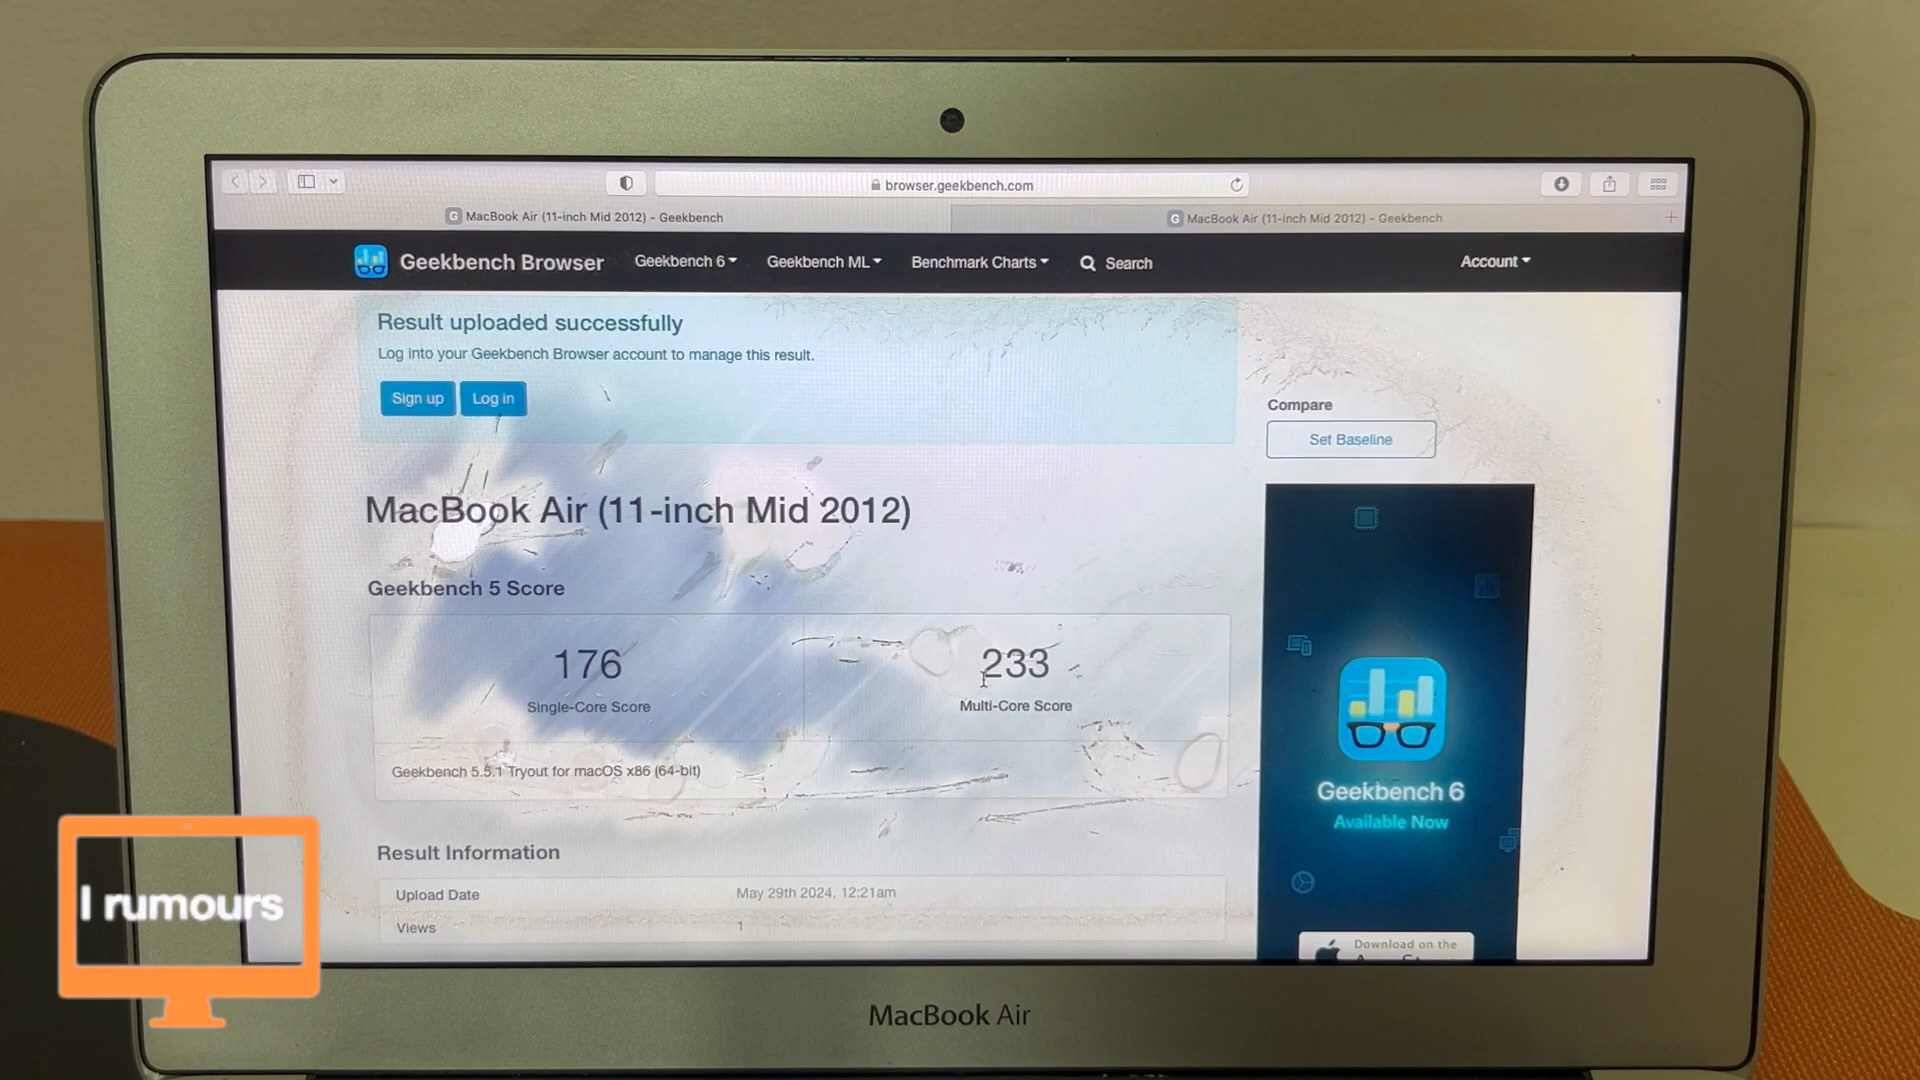 browser.geekbench.com
MacBook Air (11-inch Mid 2012) - Geekbench
MacBook Air (11-inch Mid 2012) - Geekbench
Geekbench Browser
Geekbench 6
Geekbench ML
Benchmark Charts
Search
Account
Result uploaded successfully
Log into your Geekbench Browser account to manage this result.
Sign up
Log in
Compare
Set Baseline
MacBook Air (11-inch Mid 2012)
Geekbench 5 Score
176
233
Single-Core Score
Multi-Core Score
Geekbench 5.5.1 Tryout for macOS x86 (64-bit)
Geekbench 6
Available Now
Result Information
Upload Date
May 29th 2024, 12:21am
Views
1
Download on the
I rumours
MacBook Air